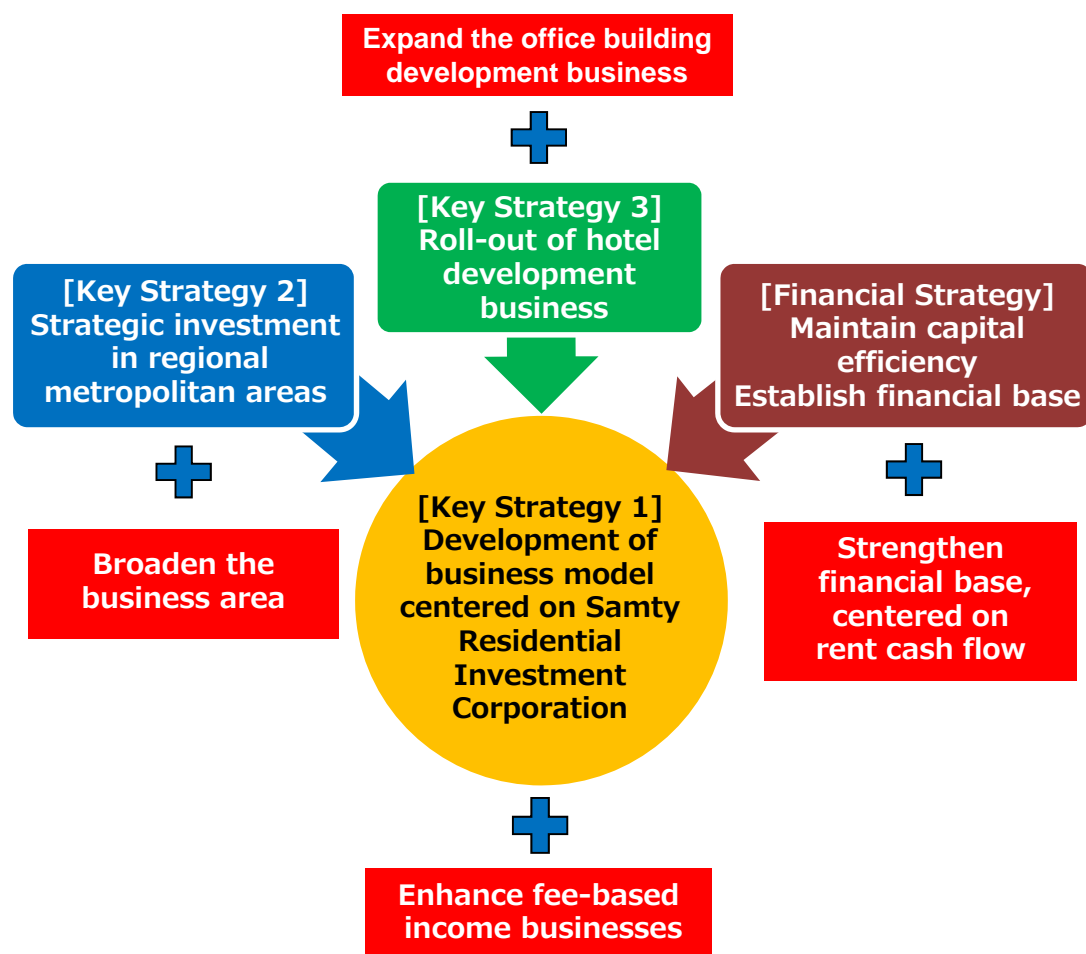 Expand the office building
development business
[Key Strategy 3]
Roll-out of hotel
development
business
[Key Strategy 2]
Strategic investment
in regional
metropolitan areas
[Financial Strategy]
Maintain capital
efficiency
Establish financial base
[Key Strategy 1]
Development of
business model
centered on Samty
Residential
Investment
Corporation
Broaden the
business area
Strengthen
financial base,
centered on
rent cash flow
Enhance fee-based
income businesses